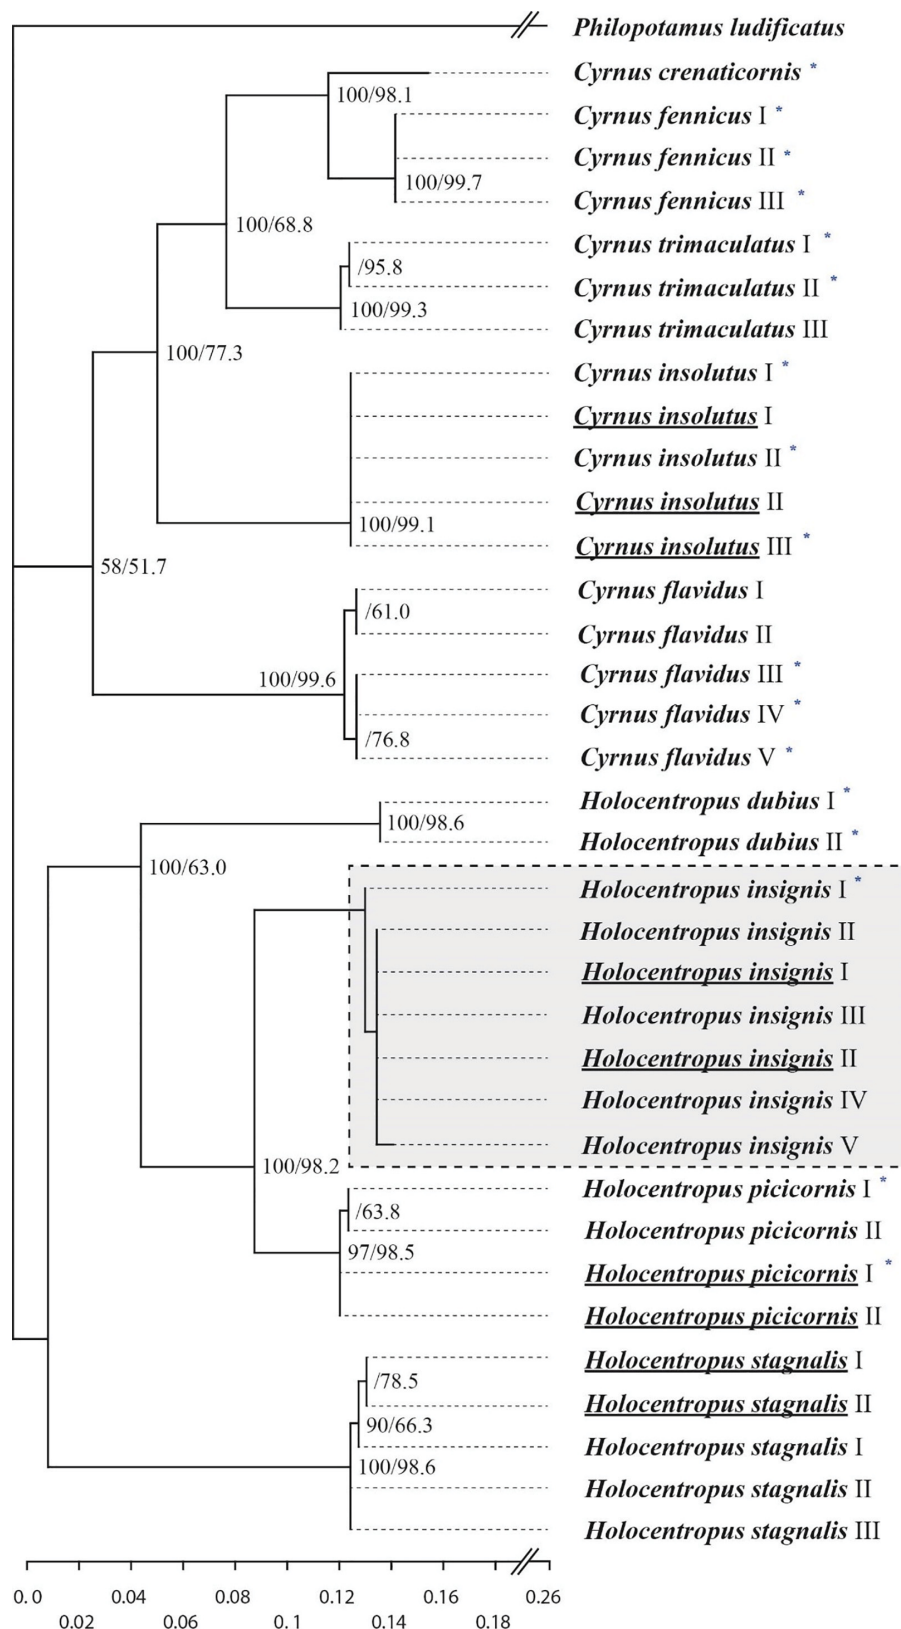 Philopotamus ludificatus
Cyrnus crenaticornis *
100/98.1
Cyrnus fennicus I *
Cyrnus fennicus II *
100/99.7
Cyrnus fennicus III *
100/68.8
Cyrnus trimaculatus I *
/95.8
Cyrnus trimaculatus II *
100/99.3
Cyrnus trimaculatus III
100/77.3
Cyrnus insolutus I *
Cyrnus insolutus I
Cyrnus insolutus II *
Cyrnus insolutus II
100/99.1
Cyrnus insolutus III *
58/51.7
Cyrnus flavidus I
/61.0
Cyrnus flavidus II
100/99.6
Cyrnus flavidus III *
Cyrnus flavidus IV *
/76.8
Cyrnus flavidus V *
Holocentropus dubius I *
100/98.6
Holocentropus dubius II *
100/63.0
Holocentropus insignis I *
Holocentropus insignis II
Holocentropus insignis I
Holocentropus insignis III
Holocentropus insignis II
Holocentropus insignis IV
Holocentropus insignis V
100/98.2
Holocentropus picicornis I *
/63.8
Holocentropus picicornis II
97/98.5
Holocentropus picicornis I *
Holocentropus picicornis II
Holocentropus stagnalis I
/78.5
Holocentropus stagnalis II
90/66.3
Holocentropus stagnalis I
100/98.6
Holocentropus stagnalis II
Holocentropus stagnalis III
0.0 0.04 0.08 0.12 0.16 0.26
0.02 0.06 0.1 0.14 0.18